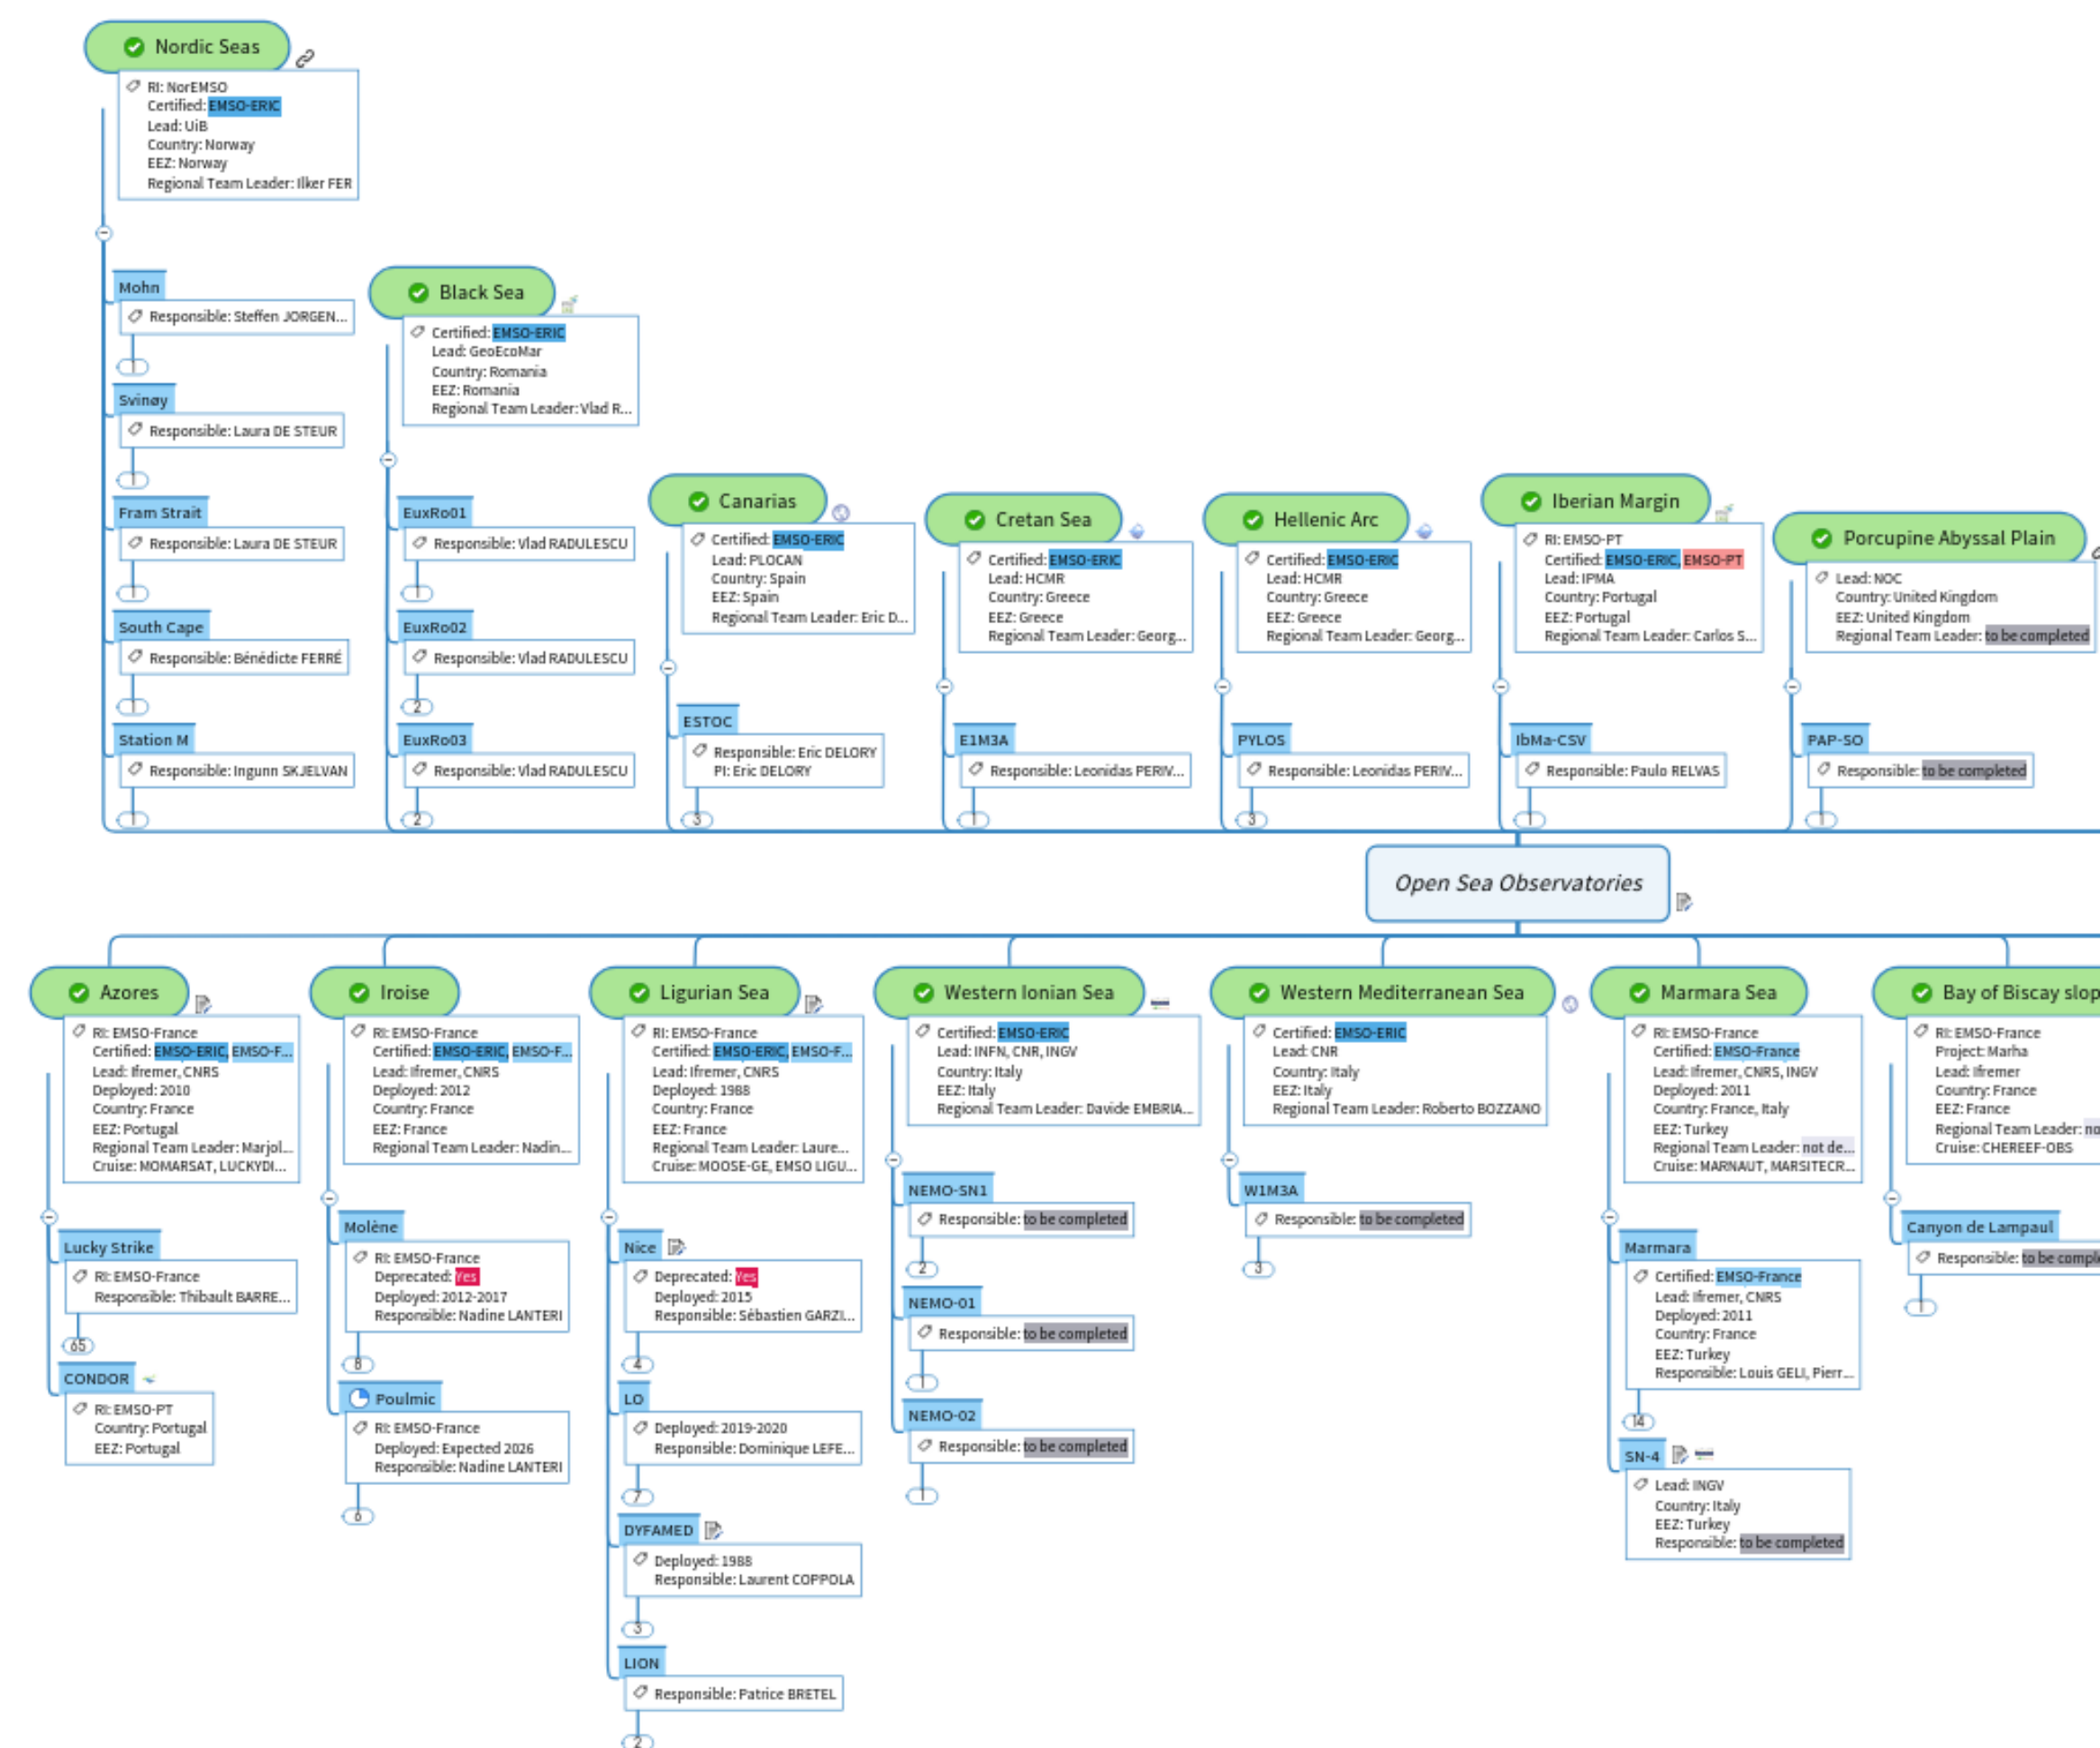 Nordic Seas
RI: NorEMSO
Certified: EMSO-ERIC
Lead: UiB
Country: Norway
EEZ: Norway
Regional Team Leader: Ilker FER
Mohn
Responsible: Steffen JORGEN...
1
Svinøy
Responsible: Laura DE STEUR
1
Fram Strait
Responsible: Laura DE STEUR
1
South Cape
Responsible: Bénédicte FERRÉ
1
Station M
Responsible: Ingunn SKJELVAN
1
Black Sea
Certified: EMSO-ERIC
Lead: GeoEcoMar
Country: Romania
EEZ: Romania
Regional Team Leader: Vlad R...
EuxRo01
Responsible: Vlad RADULESCU
1
EuxRo02
Responsible: Vlad RADULESCU
2
EuxRo03
Responsible: Vlad RADULESCU
2
Canarias
Certified: EMSO-ERIC
Lead: PLOCAN
Country: Spain
EEZ: Spain
Regional Team Leader: Eric D...
ESTOC
Responsible: Eric DELORY
PI: Eric DELORY
3
Cretan Sea
Certified: EMSO-ERIC
Lead: HCMR
Country: Greece
EEZ: Greece
Regional Team Leader: Georg...
E1M3A
Responsible: Leonidas PERIV...
1
Hellenic Arc
Certified: EMSO-ERIC
Lead: HCMR
Country: Greece
EEZ: Greece
Regional Team Leader: Georg...
PYLOS
Responsible: Leonidas PERIV...
3
Iberian Margin
RI: EMSO-PT
Certified: EMSO-ERIC, EMSO-PT
Lead: IPMA
Country: Portugal
EEZ: Portugal
Regional Team Leader: Carlos S...
IbMa-CSV
Responsible: Paulo RELVAS
1
Porcupine Abyssal Plain
Lead: NOC
Country: United Kingdom
EEZ: United Kingdom
Regional Team Leader: to be completed
PAP-SO
Responsible: to be completed
1
Open Sea Observatories
Azores
RI: EMSO-France
Certified: EMSO-ERIC, EMSO-F...
Lead: Ifremer, CNRS
Deployed: 2010
Country: France
EEZ: Portugal
Regional Team Leader: Marjol...
Cruise: MOMARSAT, LUCKYDI...
Lucky Strike
RI: EMSO-France
Responsible: Thibault BARRE...
65
CONDOR
RI: EMSO-PT
Country: Portugal
EEZ: Portugal
Iroise
RI: EMSO-France
Certified: EMSO-ERIC, EMSO-F...
Lead: Ifremer, CNRS
Deployed: 2012
Country: France
EEZ: France
Regional Team Leader: Nadin...
Molène
RI: EMSO-France
Deprecated: Yes
Deployed: 2012-2017
Responsible: Nadine LANTERI
8
Poulmic
RI: EMSO-France
Deployed: Expected 2026
Responsible: Nadine LANTERI
6
Ligurian Sea
RI: EMSO-France
Certified: EMSO-ERIC, EMSO-F...
Lead: Ifremer, CNRS
Deployed: 1988
Country: France
EEZ: France
Regional Team Leader: Laure...
Cruise: MOOSE-GE, EMSO LIGU...
Nice
Deprecated: Yes
Deployed: 2015
Responsible: Sébastien GARZI...
4
LO
Deployed: 2019-2020
Responsible: Dominique LEFE...
7
DYFAMED
Deployed: 1988
Responsible: Laurent COPPOLA
3
LION
Responsible: Patrice BRETEL
2
Western Ionian Sea
Certified: EMSO-ERIC
Lead: INFN, CNR, INGV
Country: Italy
EEZ: Italy
Regional Team Leader: Davide EMBRIA...
NEMO-SN1
Responsible: to be completed
2
NEMO-01
Responsible: to be completed
1
NEMO-02
Responsible: to be completed
1
Western Mediterranean Sea
Certified: EMSO-ERIC
Lead: CNR
Country: Italy
EEZ: Italy
Regional Team Leader: Roberto BOZZANO
W1M3A
Responsible: to be completed
3
Marmara Sea
RI: EMSO-France
Certified: EMSO-France
Lead: Ifremer, CNRS, INGV
Deployed: 2011
Country: France, Italy
EEZ: Turkey
Regional Team Leader: not de...
Cruise: MARNAUT, MARSITECR...
Marmara
Certified: EMSO-France
Lead: Ifremer, CNRS
Deployed: 2011
Country: France
EEZ: Turkey
Responsible: Louis GELI, Pierr...
14
SN-4
Lead: INGV
Country: Italy
EEZ: Turkey
Responsible: to be completed
Bay of Biscay slop
RI: EMSO-France
Project: Marha
Lead: Ifremer
Country: France
EEZ: France
Regional Team Leader: no
Cruise: CHEREEF-OBS
Canyon de Lampaul
Responsible: to be comple
1